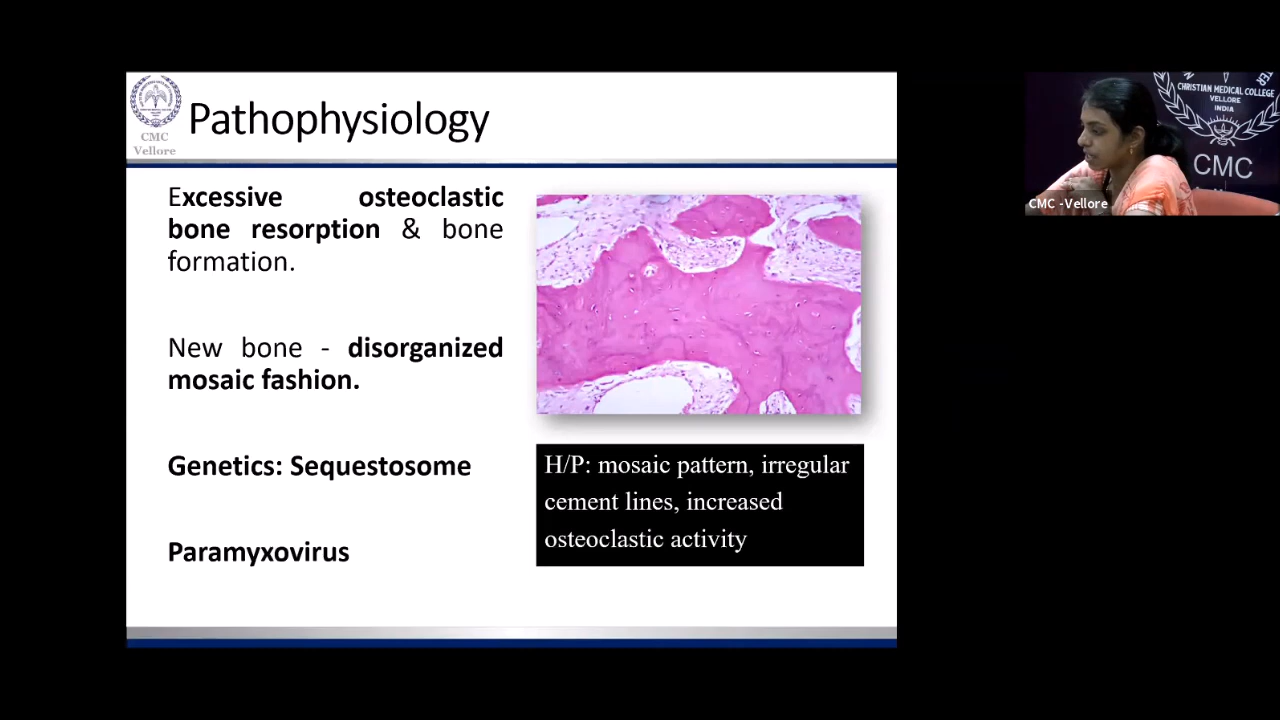 CMC
Vellore
Pathophysiology
Excessive osteoclastic
bone resorption & bone
formation.
New bone - disorganized
mosaic fashion.
Genetics: Sequestosome
Paramyxovirus
H/P: mosaic pattern, irregular
cement lines, increased
osteoclastic activity
CHRISTIAN MEDICAL COLLEGE
VELLORE
INDIA
CMC
CMC -Vellore